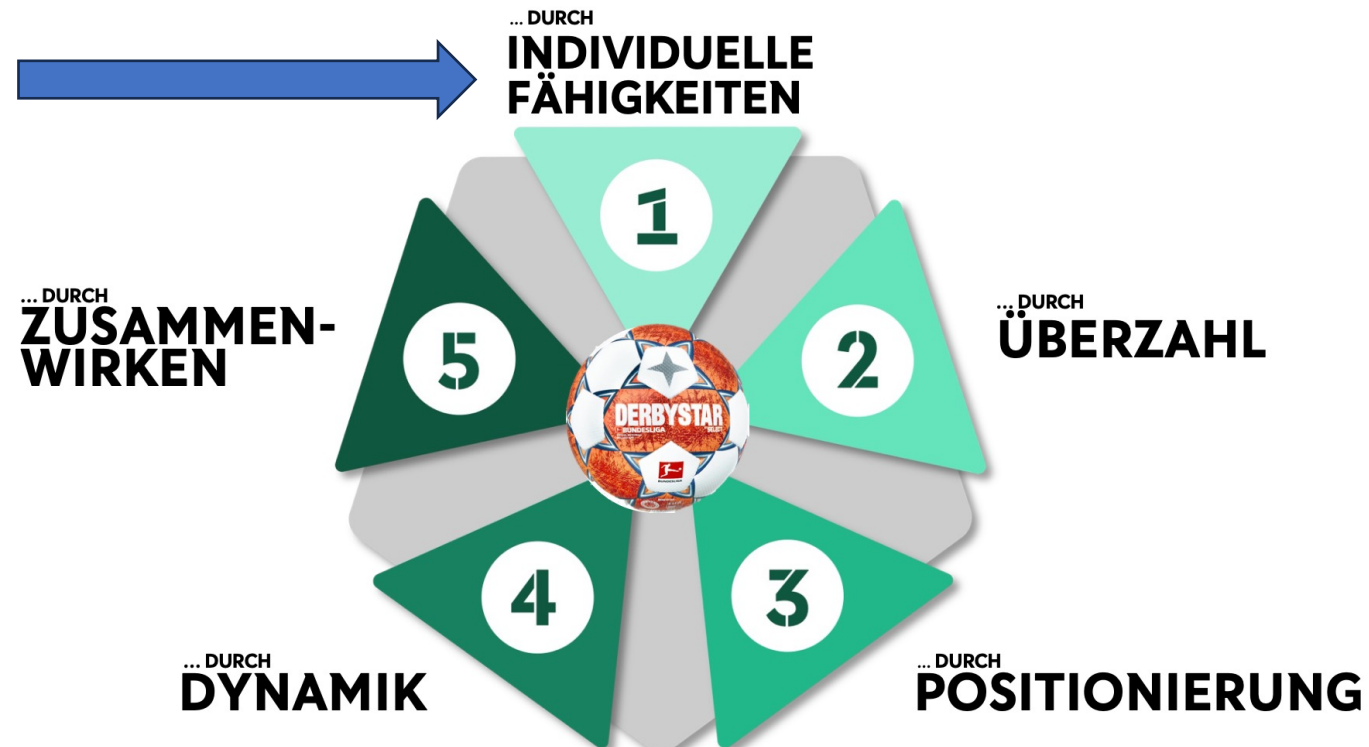 ... DURCH
INDIVIDUELLE
FÄHIGKEITEN
1
... DURCH
ÜBERZAHL
2
... DURCH
POSITIONIERUNG
3
... DURCH
DYNAMIK
4
... DURCH
ZUSAMMEN-
WIRKEN
5
DERBYSTAR
BUNDESLIGA
BUNDESLIGA